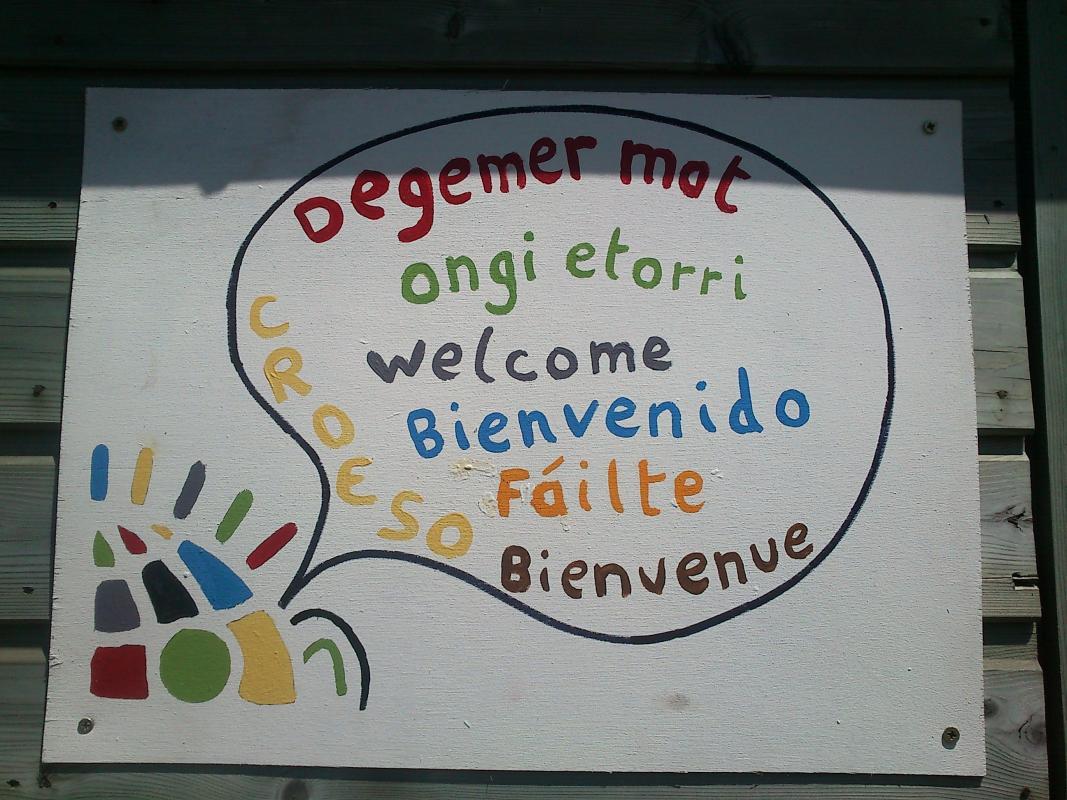 Degemer mat
ongi etorri
CROESO
welcome
Bienvenido
Fáilte
Bienvenue